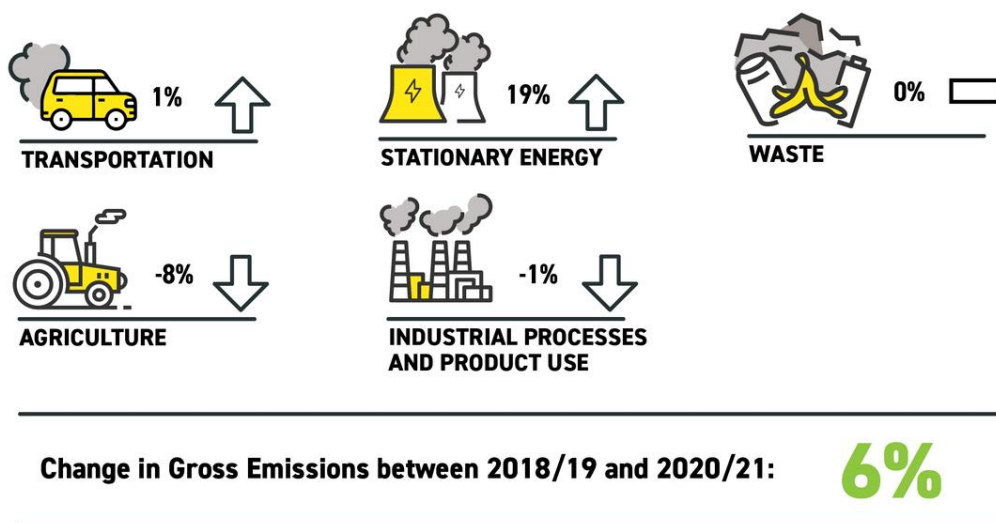 1%
TRANSPORTATION
19%
STATIONARY ENERGY
0%
WASTE
-8%
AGRICULTURE
-1%
INDUSTRIAL PROCESSES
AND PRODUCT USE
Change in Gross Emissions between 2018/19 and 2020/21: 6%